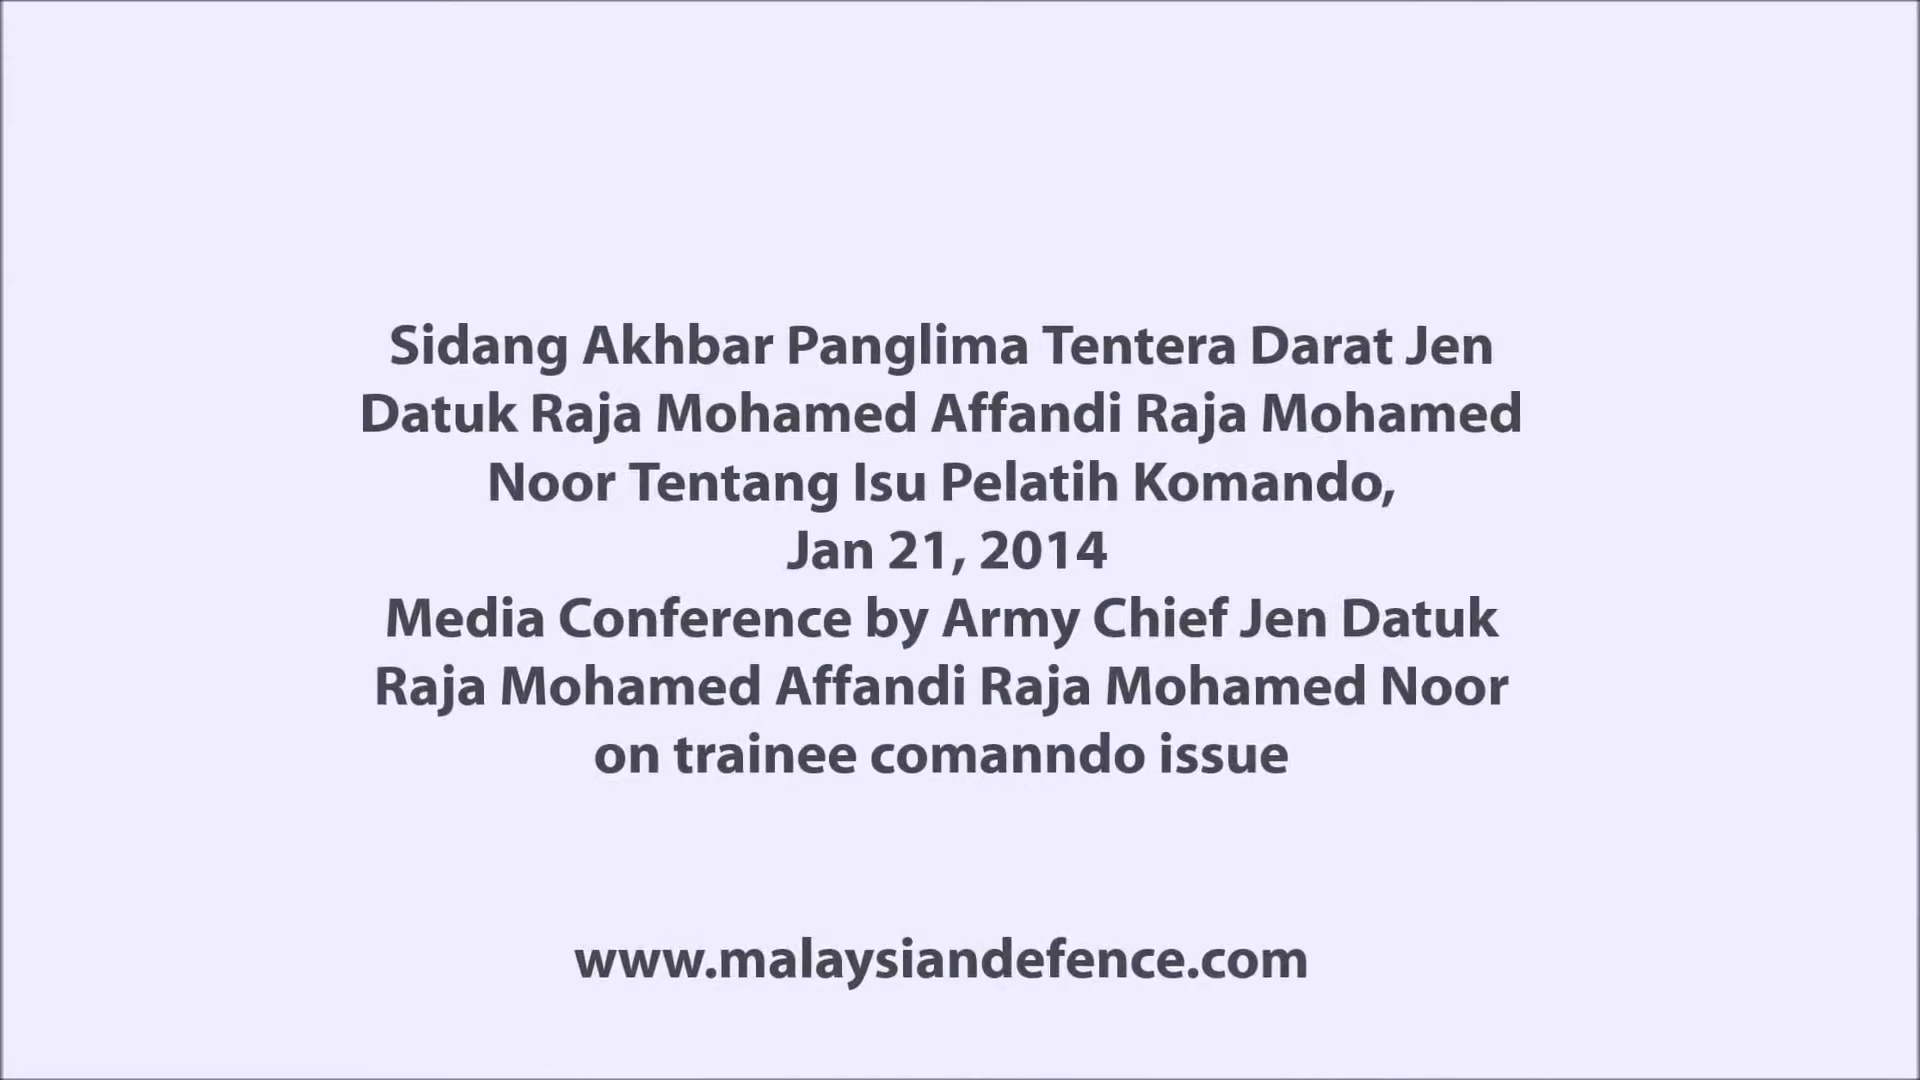 Sidang Akhbar Panglima Tentera Darat Jen
Datuk Raja Mohamed Affandi Raja Mohamed
Noor Tentang Isu Pelatih Komando,
Jan 21, 2014
Media Conference by Army Chief Jen Datuk
Raja Mohamed Affandi Raja Mohamed Noor
on trainee comanndo issue
www.malaysiandefence.com